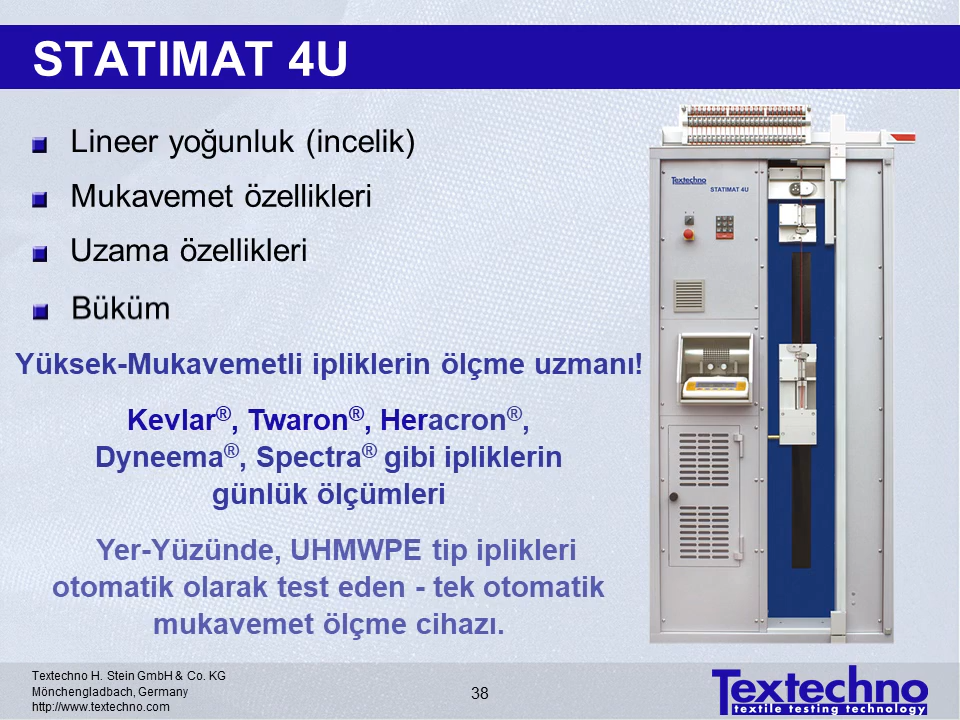 STATIMAT 4U
Lineer yoğunluk (incelik)
Mukavemet özellikleri
Uzama özellikleri
Büküm
Yüksek-Mukavemetli ipliklerin ölçme uzmanı!
Kevlar®, Twaron®, Heracron®,
Dyneema®, Spectra® gibi ipliklerin
günlük ölçümleri
Yer-Yüzünde, UHMWPE tip iplikleri
otomatik olarak test eden - tek otomatik
mukavemet ölçme cihazı.
Textechno
STATIMAT 4U
Textechno H. Stein GmbH & Co. KG
Mönchengladbach, Germany
http://www.textechno.com
38
Textechno
textile testing technology